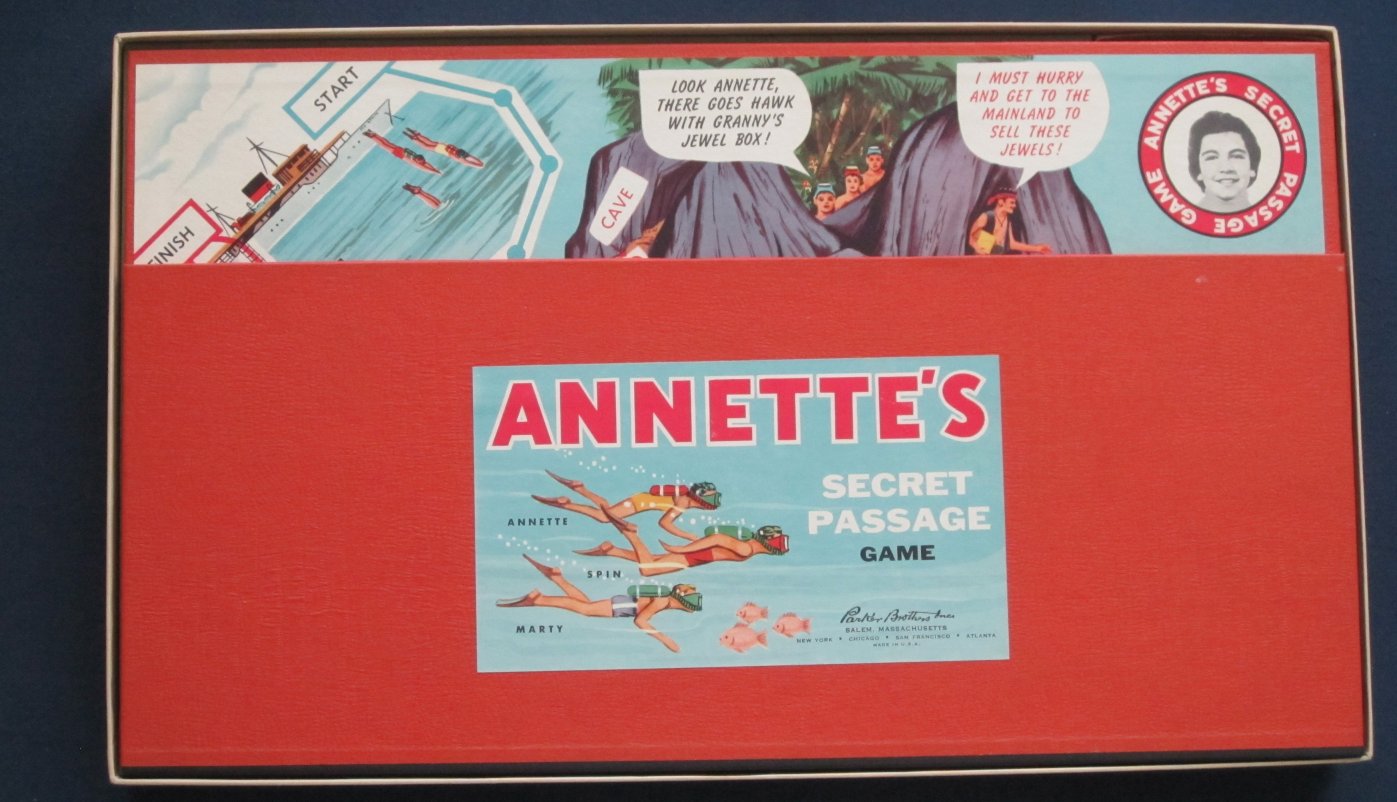 START
FINISH
LOOK ANNETTE,
THERE GOES HAWK
WITH GRANNY'S
JEWEL BOX!
CAVE
I MUST HURRY
AND GET TO THE
MAINLAND TO
SELL THESE
JEWELS!
ANNETTE'S SECRET PASSAGE GAME
ANNETTE'S
SECRET
PASSAGE
GAME
ANNETTE
SPIN
MARTY
Parker Brothers Inc.
SALEM, MASSACHUSETTS
NEW YORK • CHICAGO • SAN FRANCISCO • ATLANTA
MADE IN U.S.A.